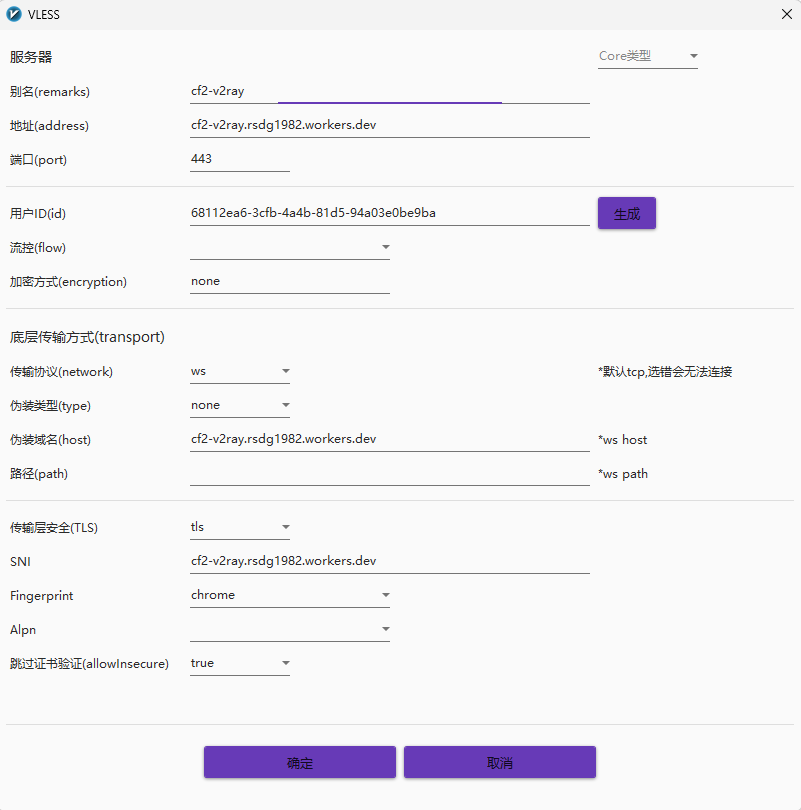 VLESS
服务器
Core类型
别名(remarks)
cf2-v2ray
地址(address)
cf2-v2ray.rsdg1982.workers.dev
端口(port)
443
用户ID(id)
68112ea6-3cfb-4a4b-81d5-94a03e0be9ba
生成
流控(flow)
加密方式(encryption)
none
底层传输方式(transport)
传输协议(network)
ws
*默认tcp,选错会无法连接
伪装类型(type)
none
伪装域名(host)
cf2-v2ray.rsdg1982.workers.dev
*ws host
路径(path)
*ws path
传输层安全(TLS)
tls
SNI
cf2-v2ray.rsdg1982.workers.dev
Fingerprint
chrome
Alpn
跳过证书验证(allowInsecure)
true
确定
取消